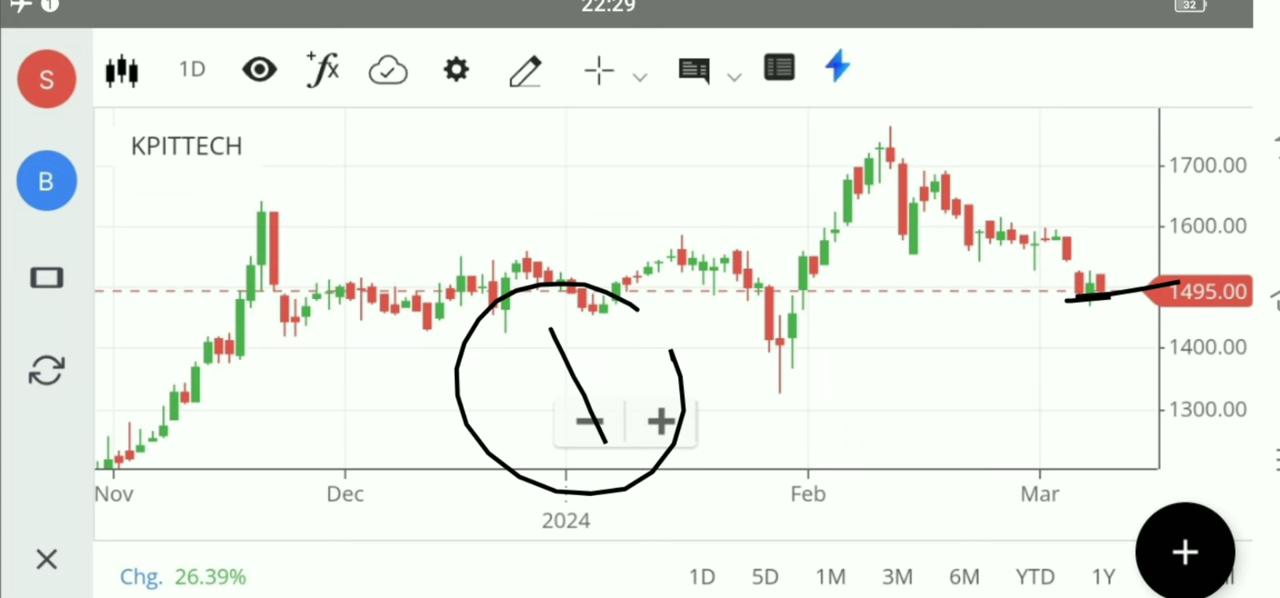 22:29
32
S
1D
fx
KPITTECH
B
1700.00
1600.00
1495.00
1400.00
1300.00
Nov
Dec
Feb
Mar
2024
Chg. 26.39%
1D 5D 1M 3M 6M YTD 1Y